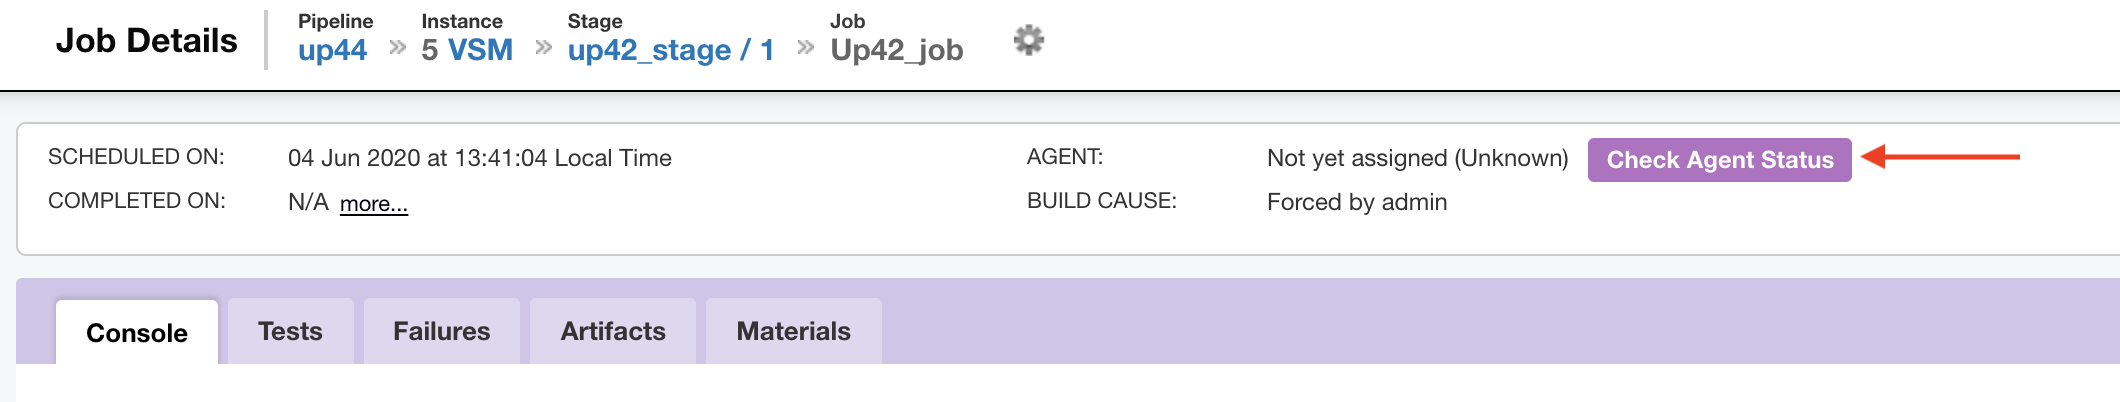 Job Details
Pipeline Instance Stage Job
up44 » 5 VSM » up42_stage / 1 » Up42_job
SCHEDULED ON: 04 Jun 2020 at 13:41:04 Local Time AGENT: Not yet assigned (Unknown) Check Agent Status
COMPLETED ON: N/A more... BUILD CAUSE: Forced by admin
Console Tests Failures Artifacts Materials